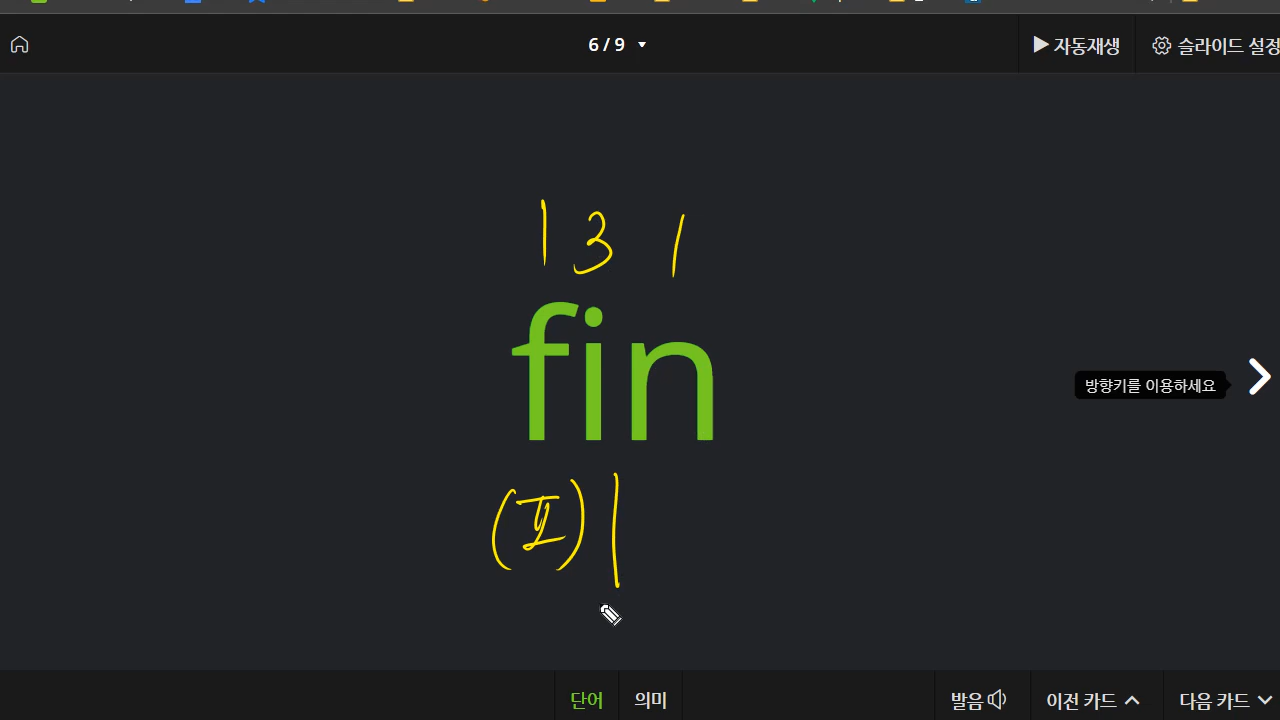 6 / 9
자동재생
슬라이드 설정
1 3 1
fin
방향키를 이용하세요
단어
의미
발음
이전 카드
다음 카드